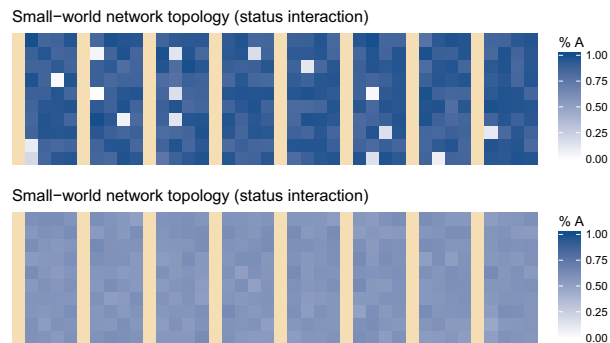 Small−world network topology (status interaction)
% A
1.00
0.75
0.50
0.25
0.00
Small−world network topology (status interaction)
% A
1.00
0.75
0.50
0.25
0.00